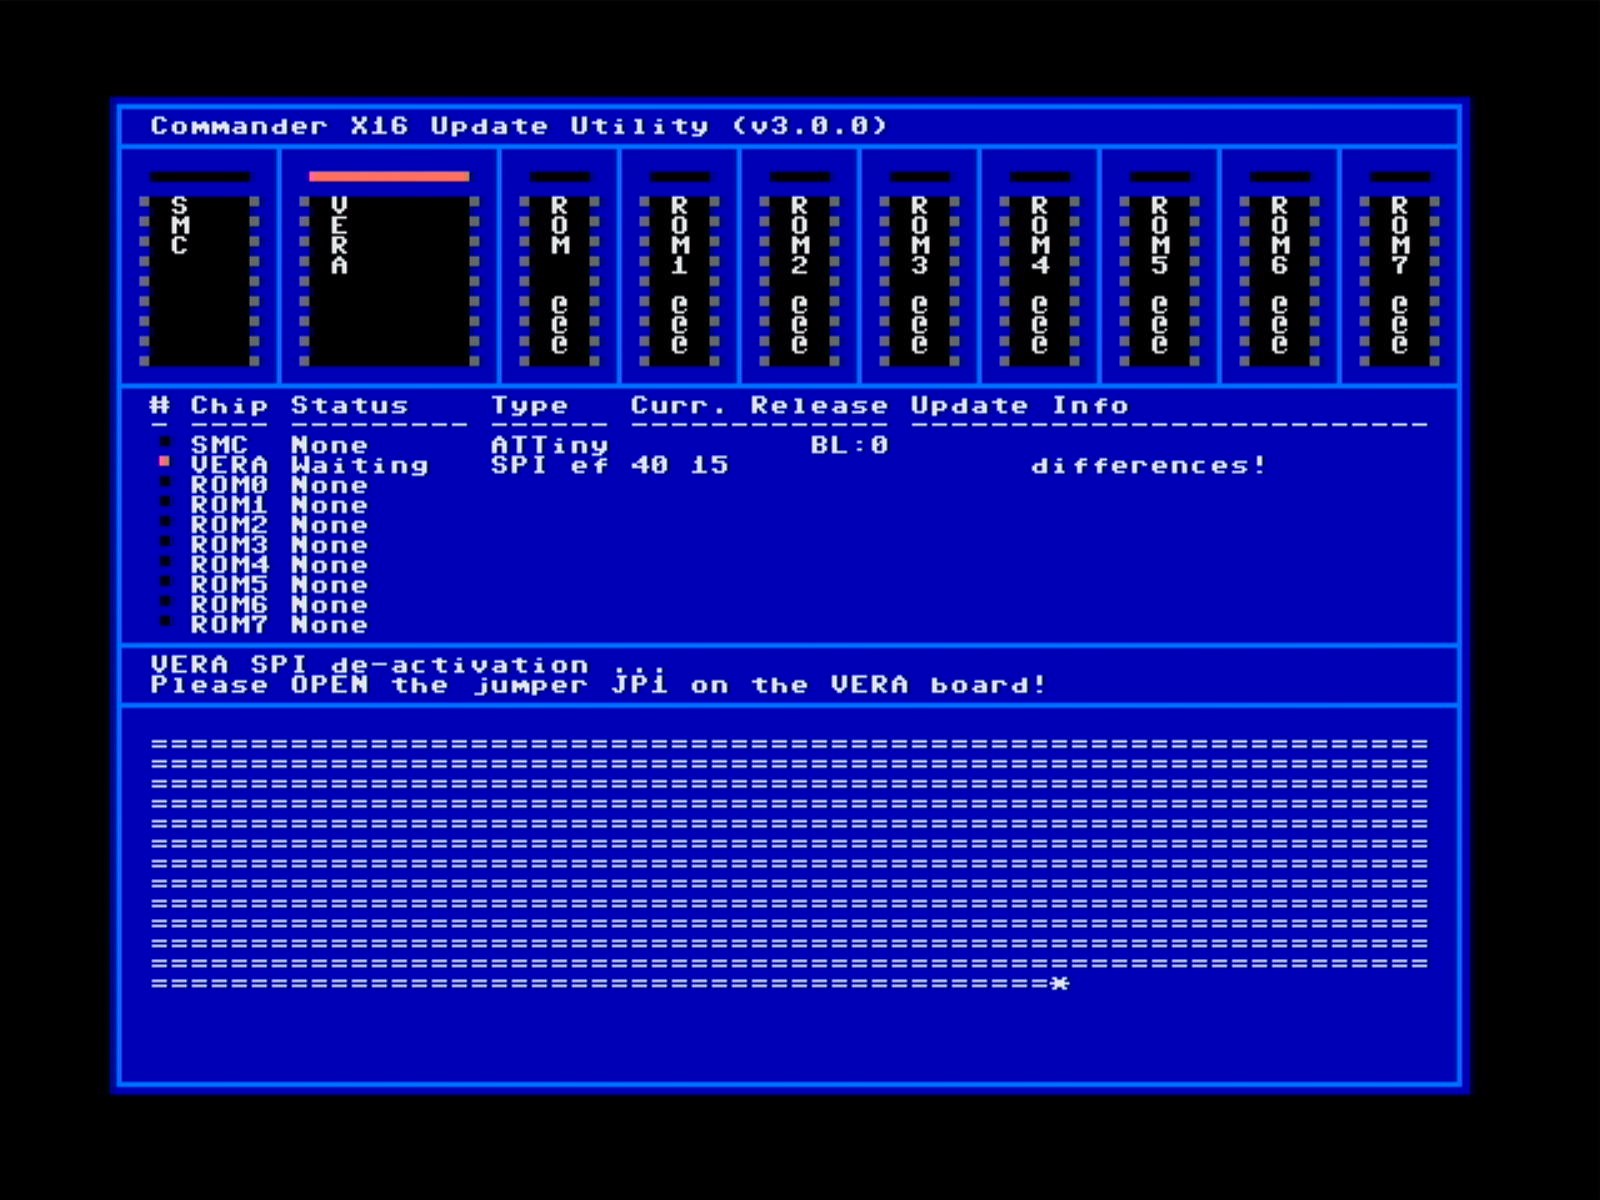 Commander X16 Update Utility (v3.0.0)
SMC VERA ROM @@@ ROM1 @@@ ROM2 @@@ ROM3 @@@ ROM4 @@@ ROM5 @@@ ROM6 @@@ ROM7 @@@
# Chip Status Type Curr. Release Update Info
- ---- --------- ------ ------------- --------------------------
SMC None ATTiny BL:0
VERA Waiting SPI ef 40 15 differences!
ROM0 None
ROM1 None
ROM2 None
ROM3 None
ROM4 None
ROM5 None
ROM6 None
ROM7 None
VERA SPI de-activation ...
Please OPEN the jumper JP1 on the VERA board!
================================================================
================================================================
================================================================
================================================================
================================================================
================================================================
================================================================
================================================================
================================================================
================================================================
================================================================
================================================================
=============================================*